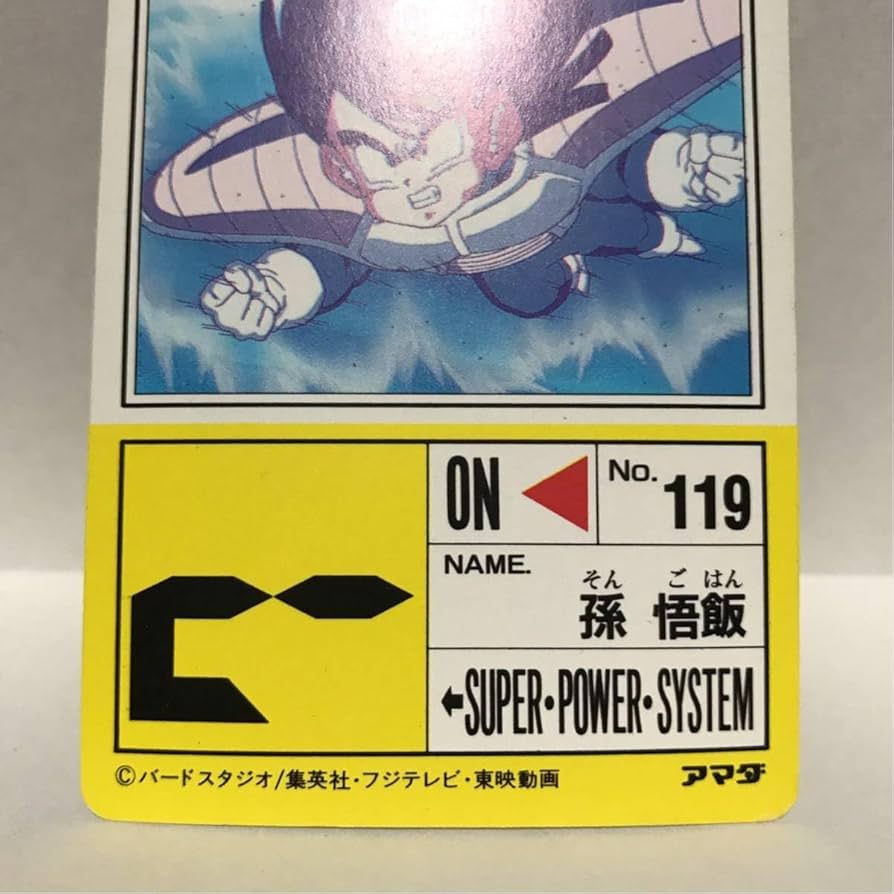 ON
No. 119
NAME.
そん ご はん
孫 悟飯
←SUPER・POWER・SYSTEM
©バードスタジオ/集英社・フジテレビ・東映動画
アマダ